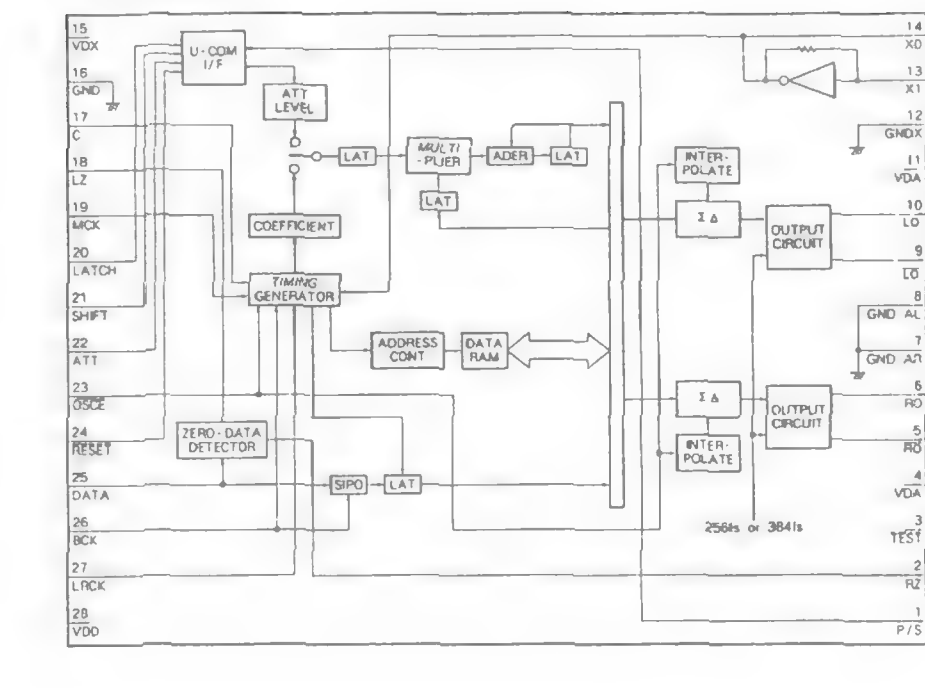 15
VDX
16
GND
17
C
18
LZ
19
MCK
20
LATCH
21
SHIFT
22
ATT
23
OSCE
24
RESET
25
DATA
26
BCK
27
LRCK
28
VDD
U-COM
I/F
ATT
LEVEL
LAT
MULTI
-PLIER
ADER
LAT
LAT
COEFFICIENT
TIMING
GENERATOR
ADDRESS
CONT
DATA
RAM
ZERO-DATA
DETECTOR
SIPO
LAT
INTER-
POLATE
Σ Δ
OUTPUT
CIRCUIT
Σ Δ
INTER-
POLATE
OUTPUT
CIRCUIT
256fs or 384fs
14
XO
13
X1
12
GNDX
11
VDA
10
LO
9
LO
8
GND AL
7
GND AR
6
RO
5
RO
4
VDA
3
TEST
2
RZ
1
P/S